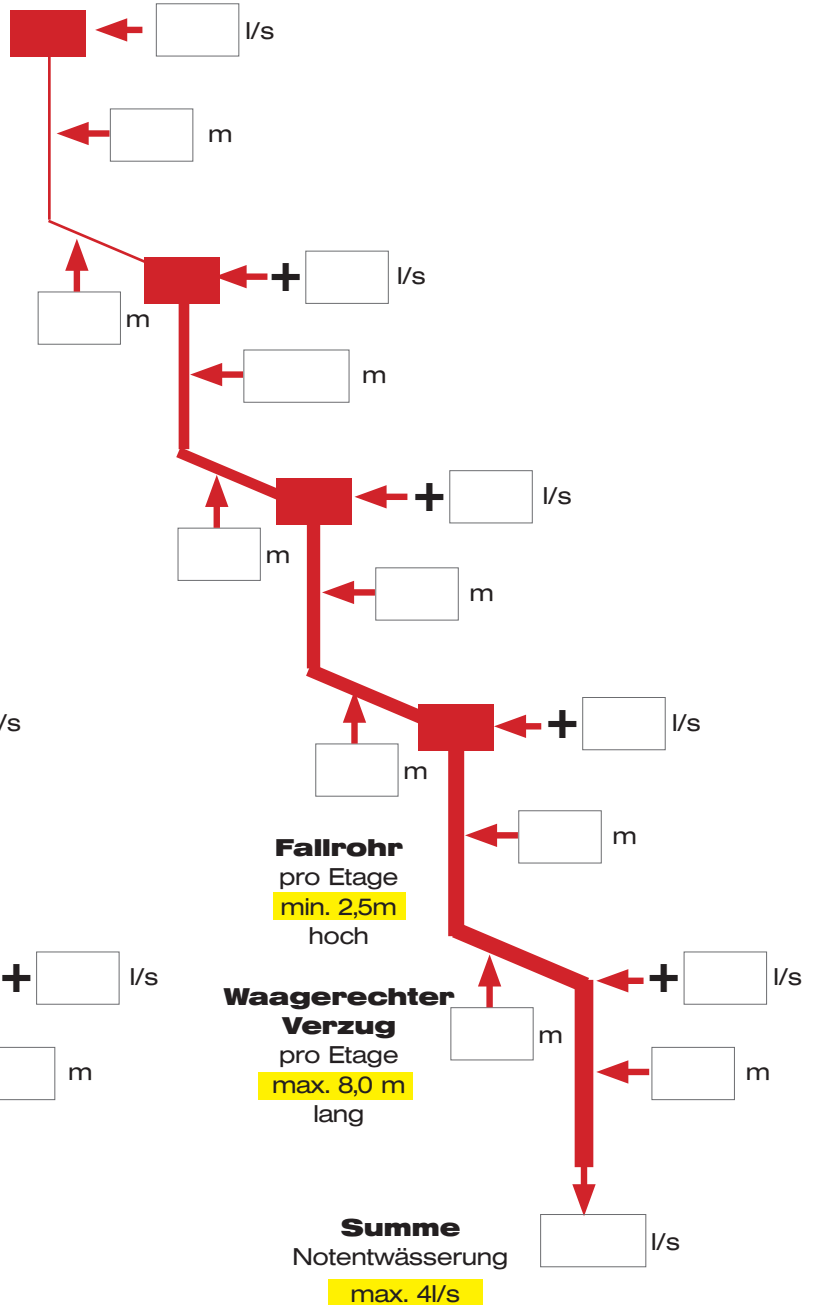 l/s
m
+ l/s
m
m
+ l/s
m
m
/s
+ l/s
m
m
Fallrohr
pro Etage
min. 2,5m
hoch
+ l/s
+ l/s
Waagerechter
Verzug
pro Etage
max. 8,0 m
lang
m
m
m
Summe
Notentwässerung
max. 4l/s
l/s